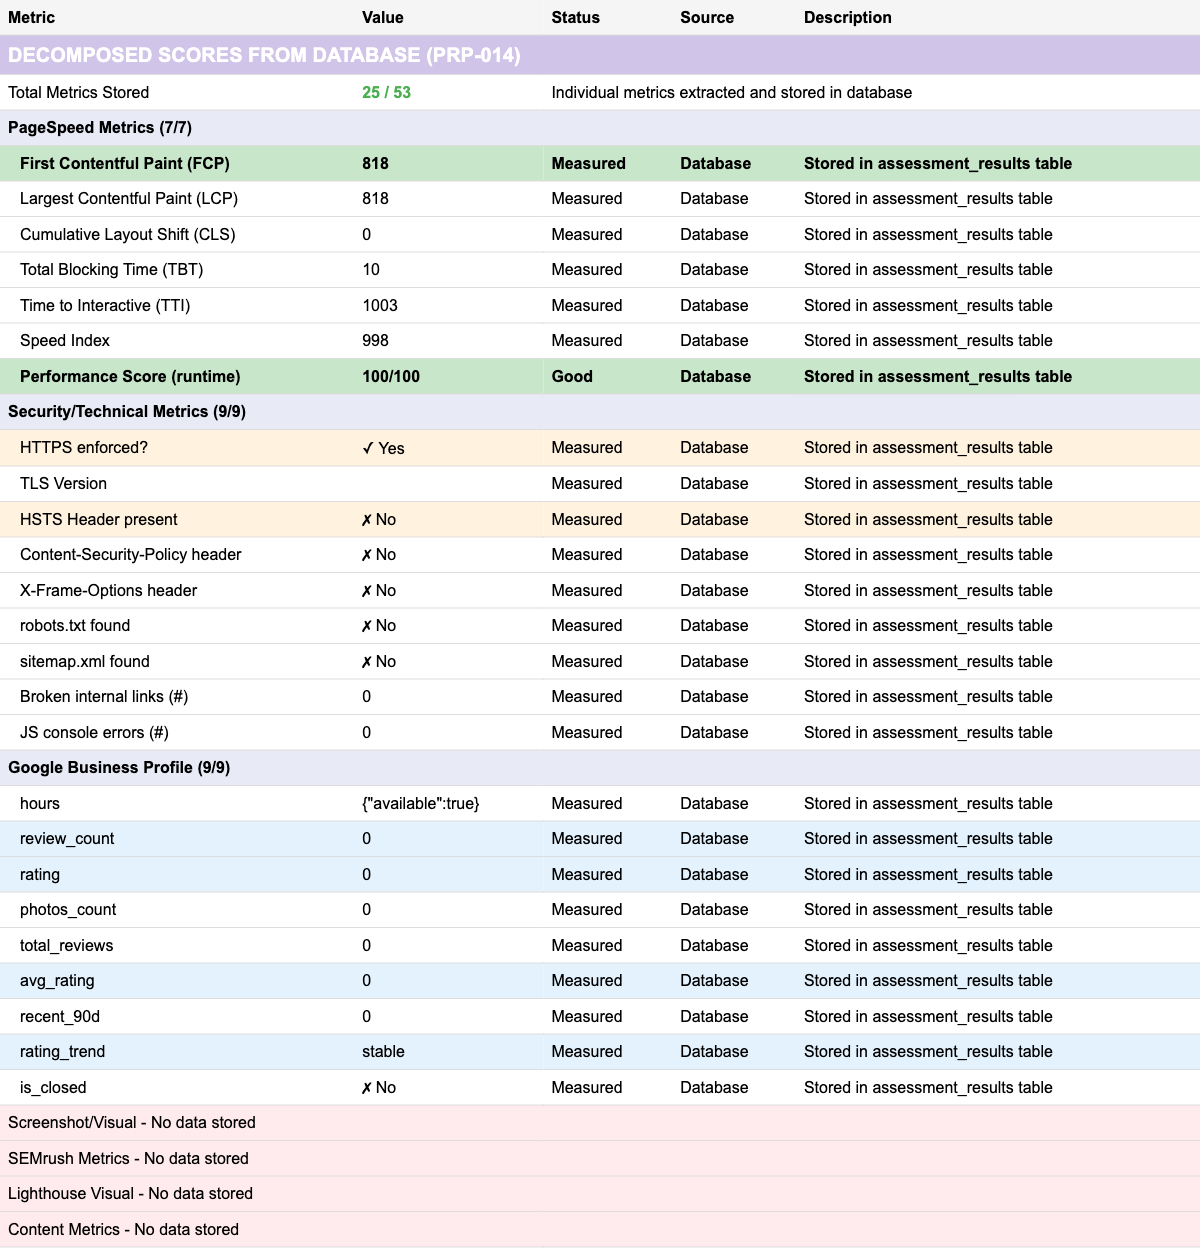 Metric Value Status Source Description
DECOMPOSED SCORES FROM DATABASE (PRP-014)
Total Metrics Stored 25 / 53 Individual metrics extracted and stored in database
PageSpeed Metrics (7/7)
First Contentful Paint (FCP) 818 Measured Database Stored in assessment_results table
Largest Contentful Paint (LCP) 818 Measured Database Stored in assessment_results table
Cumulative Layout Shift (CLS) 0 Measured Database Stored in assessment_results table
Total Blocking Time (TBT) 10 Measured Database Stored in assessment_results table
Time to Interactive (TTI) 1003 Measured Database Stored in assessment_results table
Speed Index 998 Measured Database Stored in assessment_results table
Performance Score (runtime) 100/100 Good Database Stored in assessment_results table
Security/Technical Metrics (9/9)
HTTPS enforced? ✓ Yes Measured Database Stored in assessment_results table
TLS Version Measured Database Stored in assessment_results table
HSTS Header present ✗ No Measured Database Stored in assessment_results table
Content-Security-Policy header ✗ No Measured Database Stored in assessment_results table
X-Frame-Options header ✗ No Measured Database Stored in assessment_results table
robots.txt found ✗ No Measured Database Stored in assessment_results table
sitemap.xml found ✗ No Measured Database Stored in assessment_results table
Broken internal links (#) 0 Measured Database Stored in assessment_results table
JS console errors (#) 0 Measured Database Stored in assessment_results table
Google Business Profile (9/9)
hours {"available":true} Measured Database Stored in assessment_results table
review_count 0 Measured Database Stored in assessment_results table
rating 0 Measured Database Stored in assessment_results table
photos_count 0 Measured Database Stored in assessment_results table
total_reviews 0 Measured Database Stored in assessment_results table
avg_rating 0 Measured Database Stored in assessment_results table
recent_90d 0 Measured Database Stored in assessment_results table
rating_trend stable Measured Database Stored in assessment_results table
is_closed ✗ No Measured Database Stored in assessment_results table
Screenshot/Visual - No data stored
SEMrush Metrics - No data stored
Lighthouse Visual - No data stored
Content Metrics - No data stored